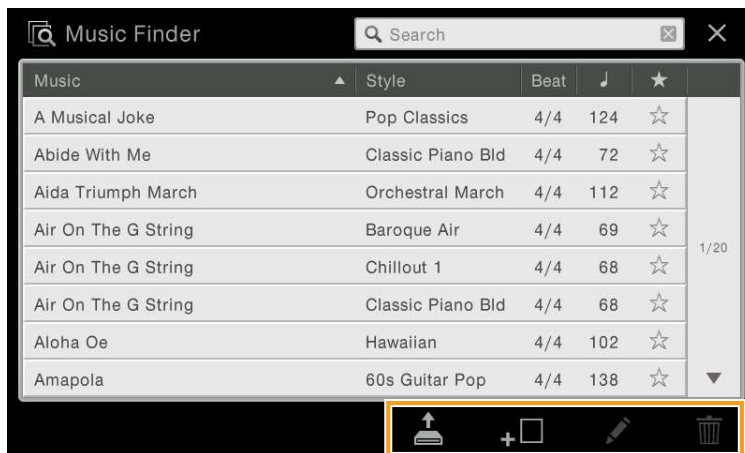 Music Finder Search
Music Style Beat
A Musical Joke Pop Classics 4/4 124
Abide With Me Classic Piano Bld 4/4 72
Aida Triumph March Orchestral March 4/4 112
Air On The G String Baroque Air 4/4 69
Air On The G String Chillout 1 4/4 68
Air On The G String Classic Piano Bld 4/4 68
Aloha Oe Hawaiian 4/4 102
Amapola 60s Guitar Pop 4/4 138
1/20